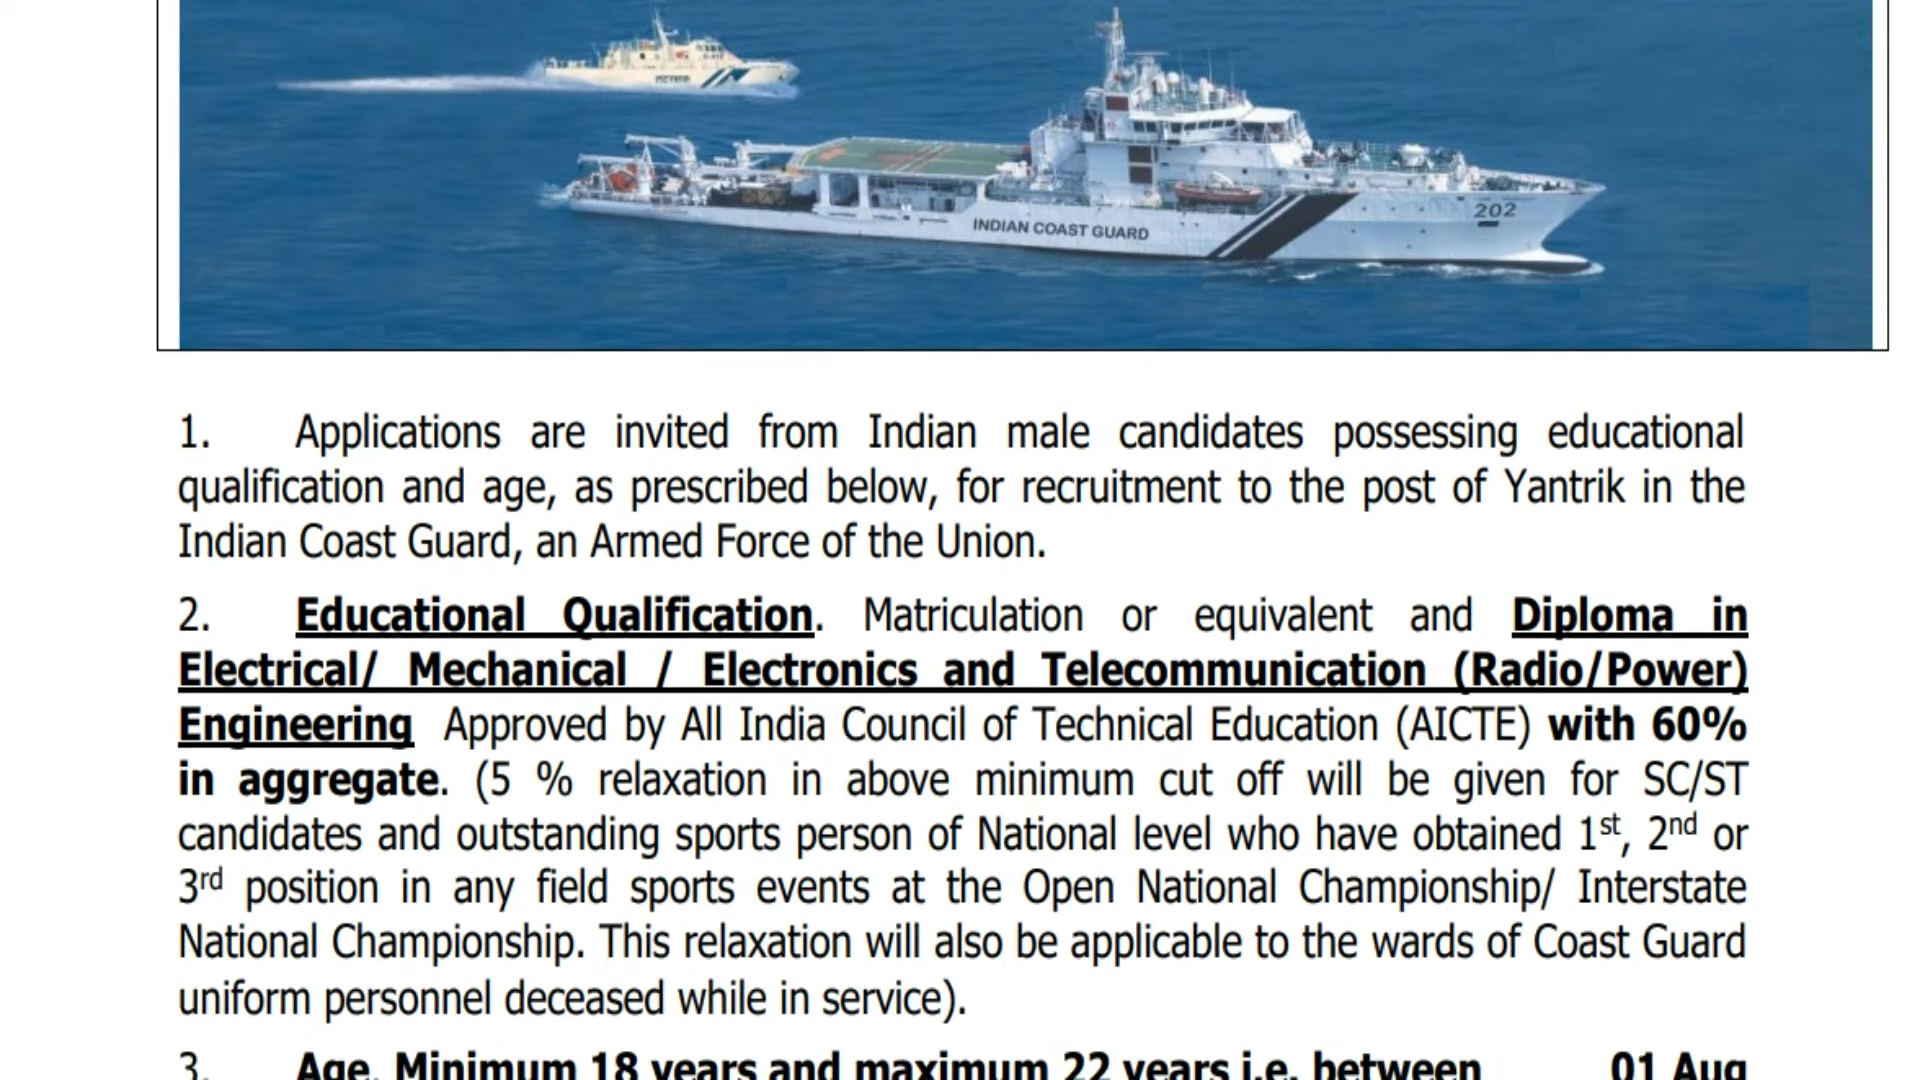 तटरक्षक
202
INDIAN COAST GUARD
1. Applications are invited from Indian male candidates possessing educational
qualification and age, as prescribed below, for recruitment to the post of Yantrik in the
Indian Coast Guard, an Armed Force of the Union.
2. Educational Qualification. Matriculation or equivalent and Diploma in
Electrical/ Mechanical / Electronics and Telecommunication (Radio/Power)
Engineering Approved by All India Council of Technical Education (AICTE) with 60%
in aggregate. (5 % relaxation in above minimum cut off will be given for SC/ST
candidates and outstanding sports person of National level who have obtained 1st, 2nd or
3rd position in any field sports events at the Open National Championship/ Interstate
National Championship. This relaxation will also be applicable to the wards of Coast Guard
uniform personnel deceased while in service).
3. Age. Minimum 18 years and maximum 22 years i.e. between 01 Aug